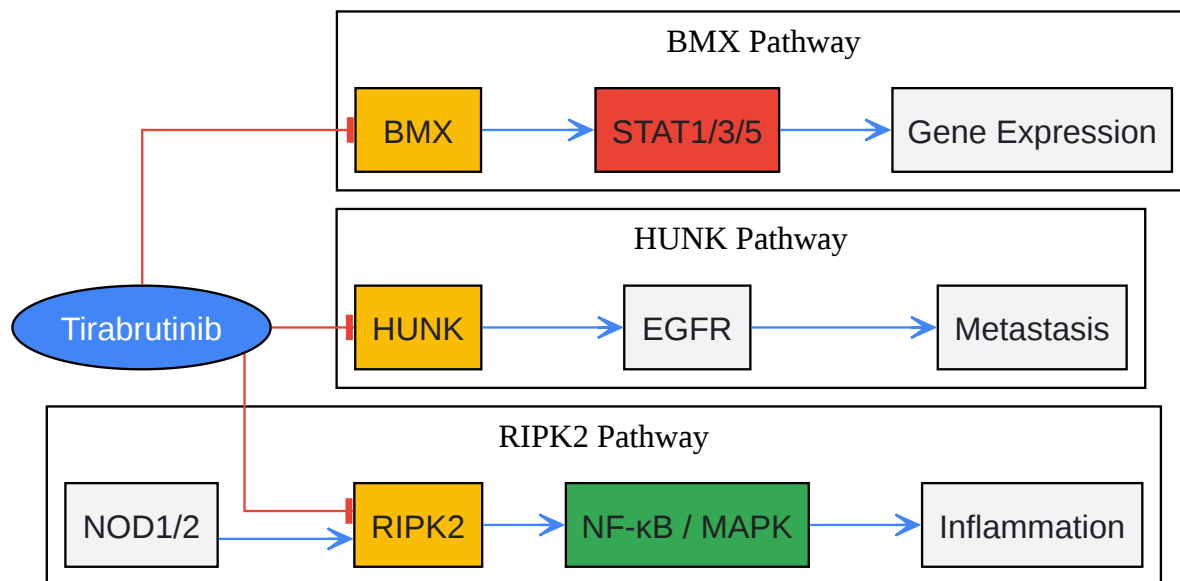 BMX Pathway
BMX
STAT1/3/5
Gene Expression
HUNK Pathway
Tirabrutinib
HUNK
EGFR
Metastasis
RIPK2 Pathway
NOD1/2
RIPK2
NF-κB / MAPK
Inflammation